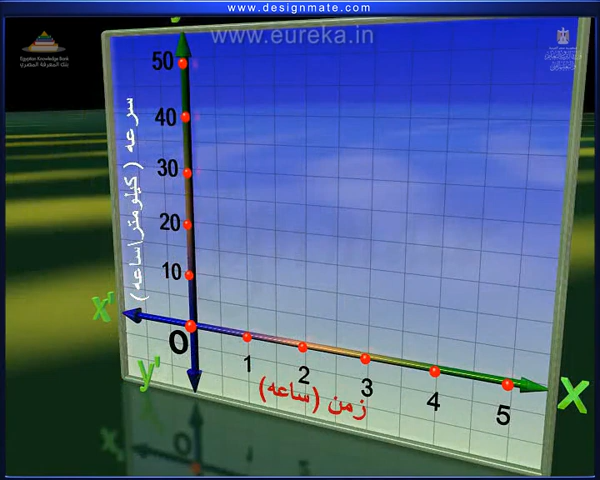 www.designmate.com
www.eureka.in
Egyptian Knowledge Bank
بنك المعرفة المصري
y
50
40
30
20
10
سرعه (كيلومتر\ساعه)
x'
O
1
2
3
4
5
x
y'
زمن (ساعه)